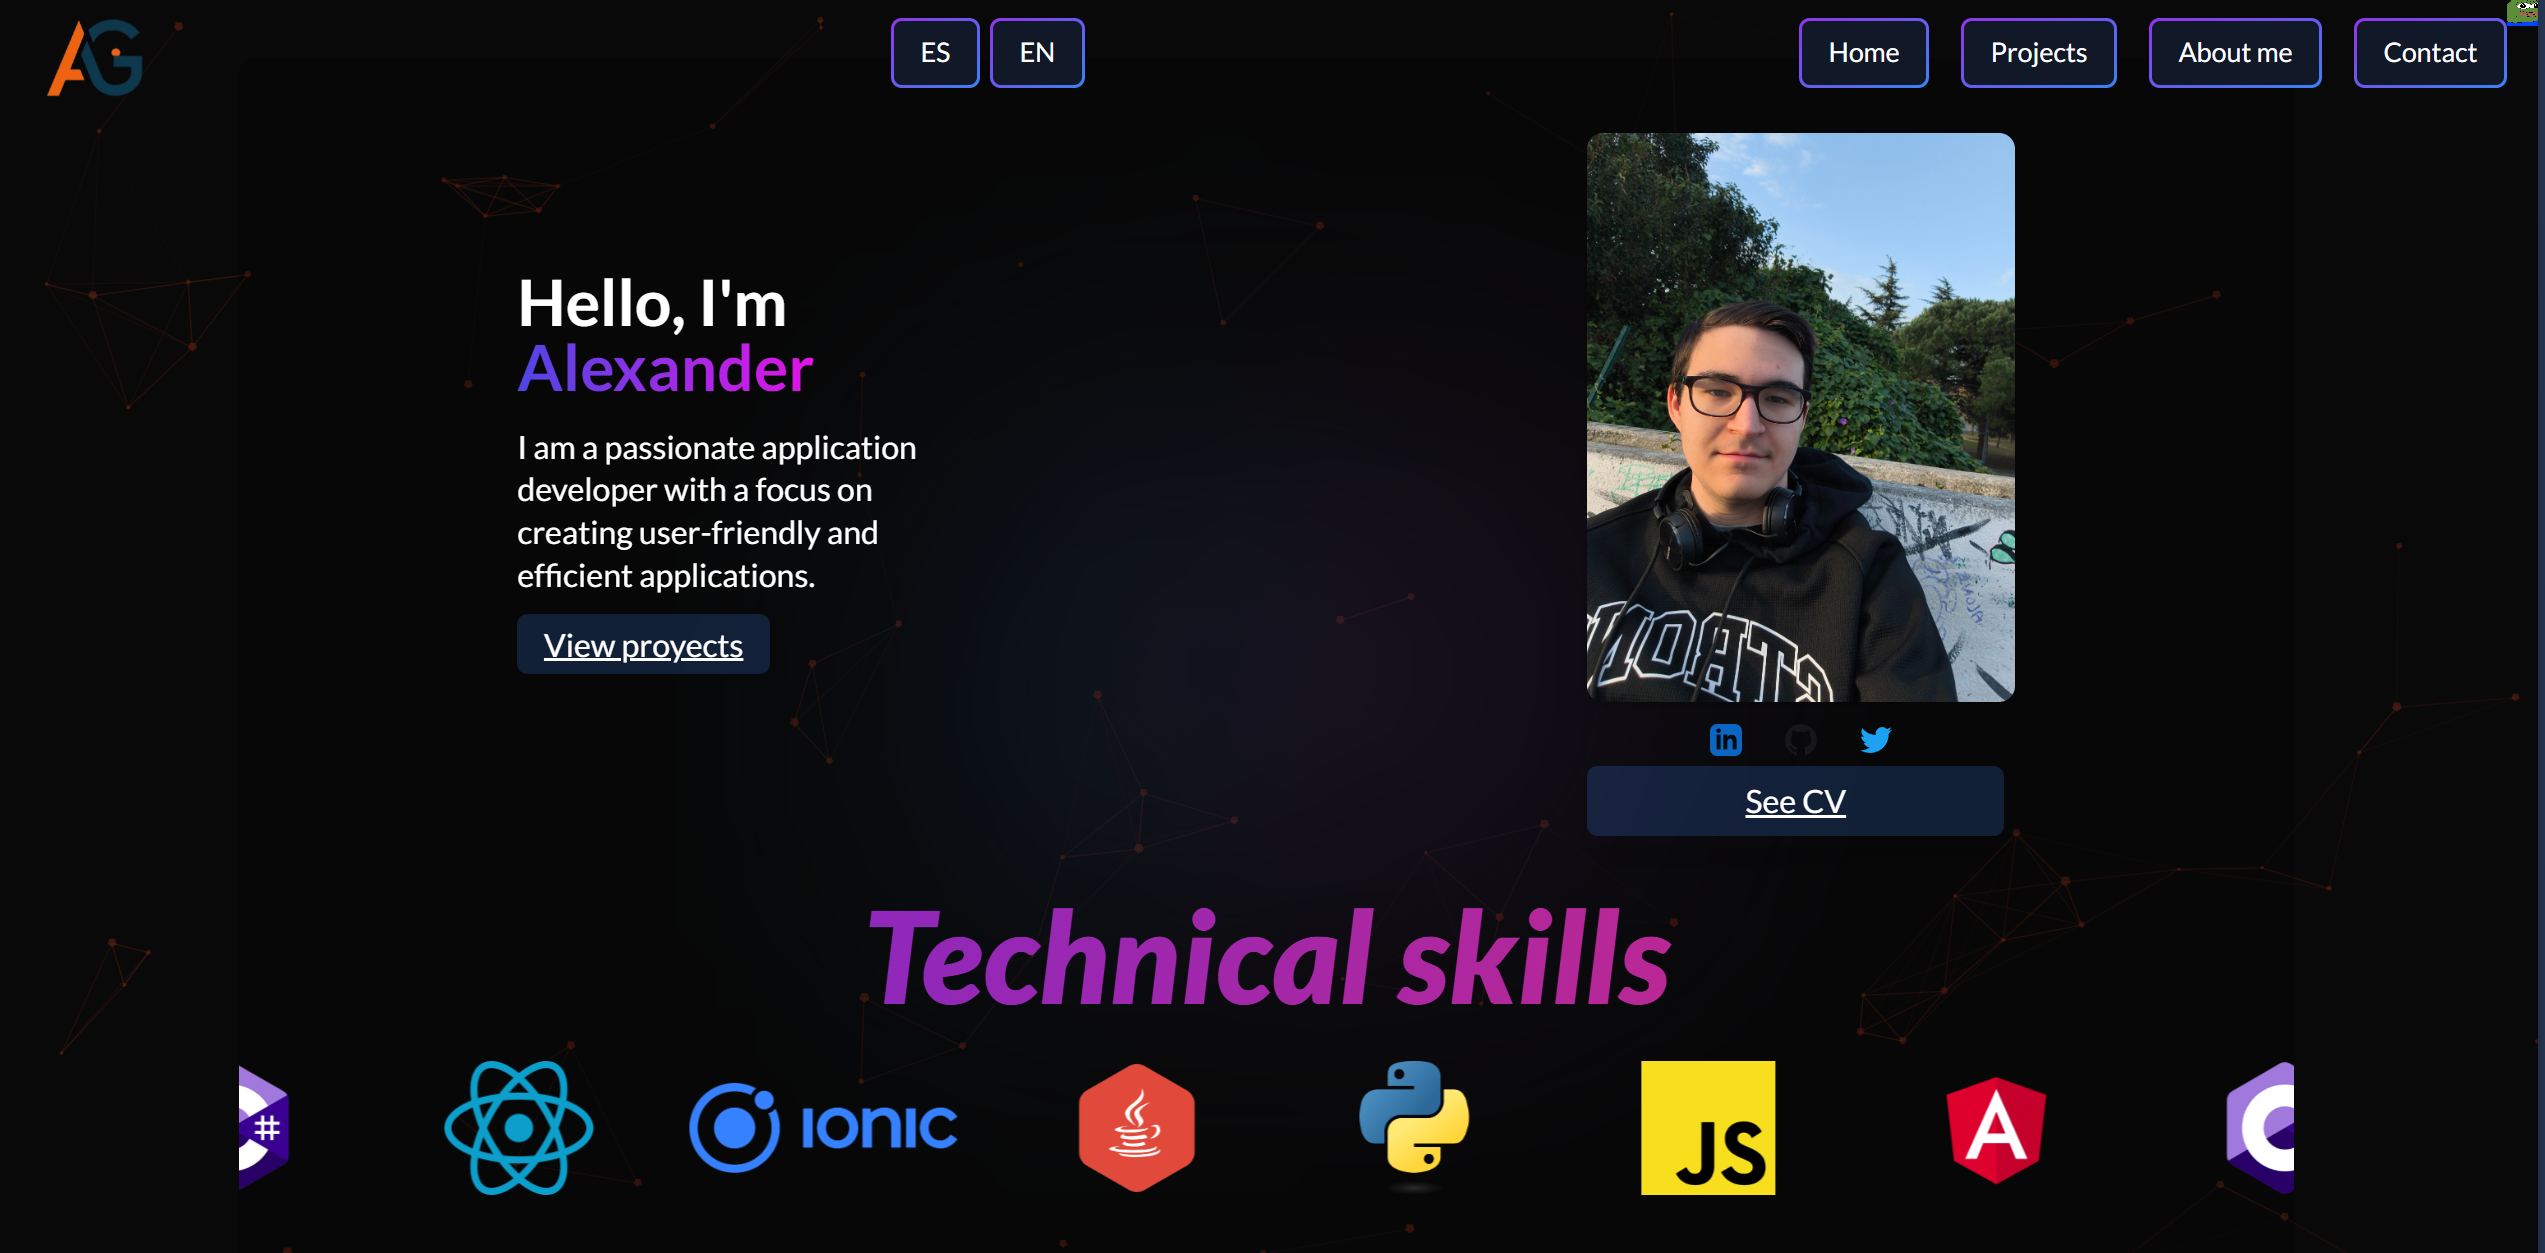 AG
ES
EN
Home
Projects
About me
Contact
Hello, I'm
Alexander
I am a passionate application
developer with a focus on
creating user-friendly and
efficient applications.
View proyects
in
See CV
Technical skills
C#
IONIC
JS
A
C